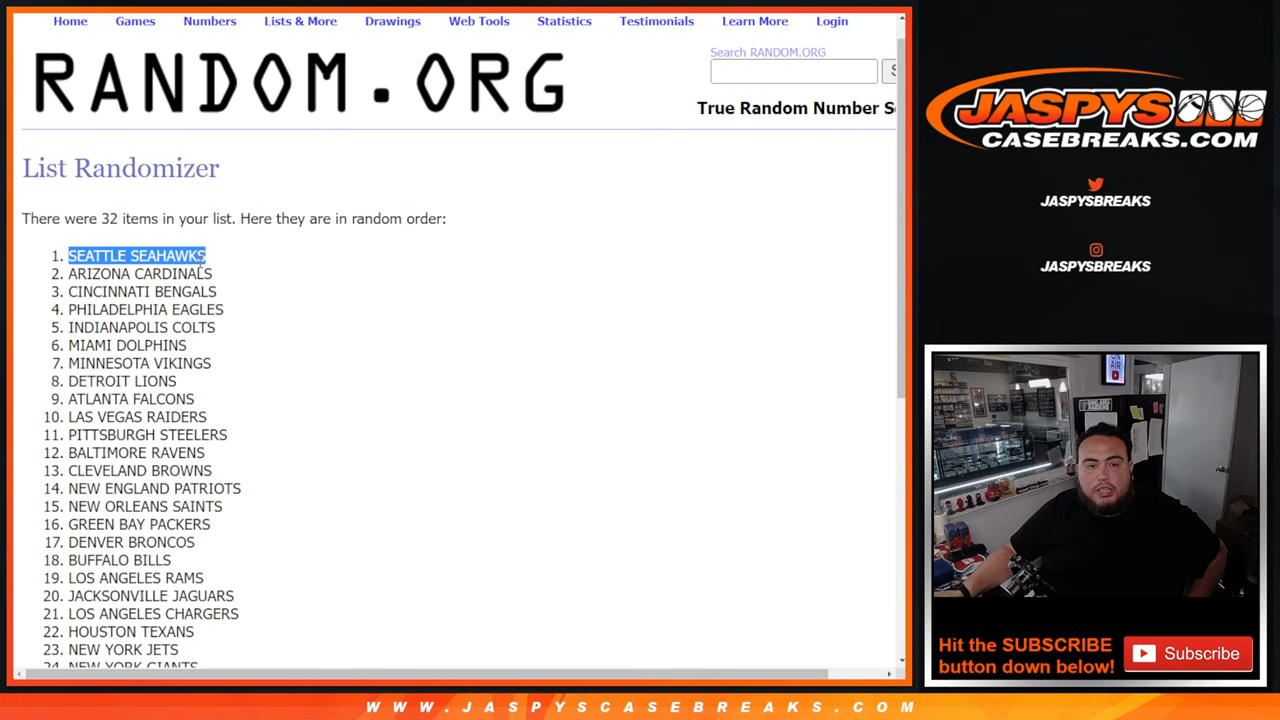 Home Games Numbers Lists & More Drawings Web Tools Statistics Testimonials Learn More Login
RANDOM.ORG
Search RANDOM.ORG
S
True Random Number S
List Randomizer
There were 32 items in your list. Here they are in random order:
1. SEATTLE SEAHAWKS
2. ARIZONA CARDINALS
3. CINCINNATI BENGALS
4. PHILADELPHIA EAGLES
5. INDIANAPOLIS COLTS
6. MIAMI DOLPHINS
7. MINNESOTA VIKINGS
8. DETROIT LIONS
9. ATLANTA FALCONS
10. LAS VEGAS RAIDERS
11. PITTSBURGH STEELERS
12. BALTIMORE RAVENS
13. CLEVELAND BROWNS
14. NEW ENGLAND PATRIOTS
15. NEW ORLEANS SAINTS
16. GREEN BAY PACKERS
17. DENVER BRONCOS
18. BUFFALO BILLS
19. LOS ANGELES RAMS
20. JACKSONVILLE JAGUARS
21. LOS ANGELES CHARGERS
22. HOUSTON TEXANS
23. NEW YORK JETS
24. NEW YORK GIANTS
JASPYS
CASEBREAKS.COM
JASPYSBREAKS
JASPYSBREAKS
ON
AIR
Hit the SUBSCRIBE
button down below!
Subscribe
WWW.JASPYSCASEBREAKS.COM